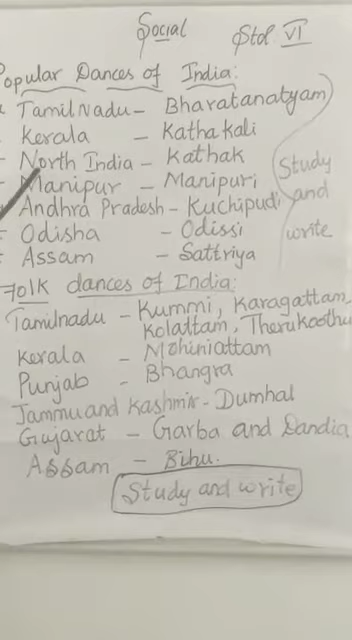 Social Std VI
Popular Dances of India:
Tamil Nadu - Bharatanatyam
Kerala - Kathakali
North India - Kathak
Manipur - Manipuri
Andhra Pradesh - Kuchipudi
Odisha - Odissi
Assam - Sattriya
Study and write
Folk dances of India:
Tamilnadu - Kummi, Karagattam,
Kolattam, Therukoothu
Kerala - Mohiniattam
Punjab - Bhangra
Jammu and Kashmir - Dumhal
Gujarat - Garba and Dandia
Assam - Bihu.
Study and write